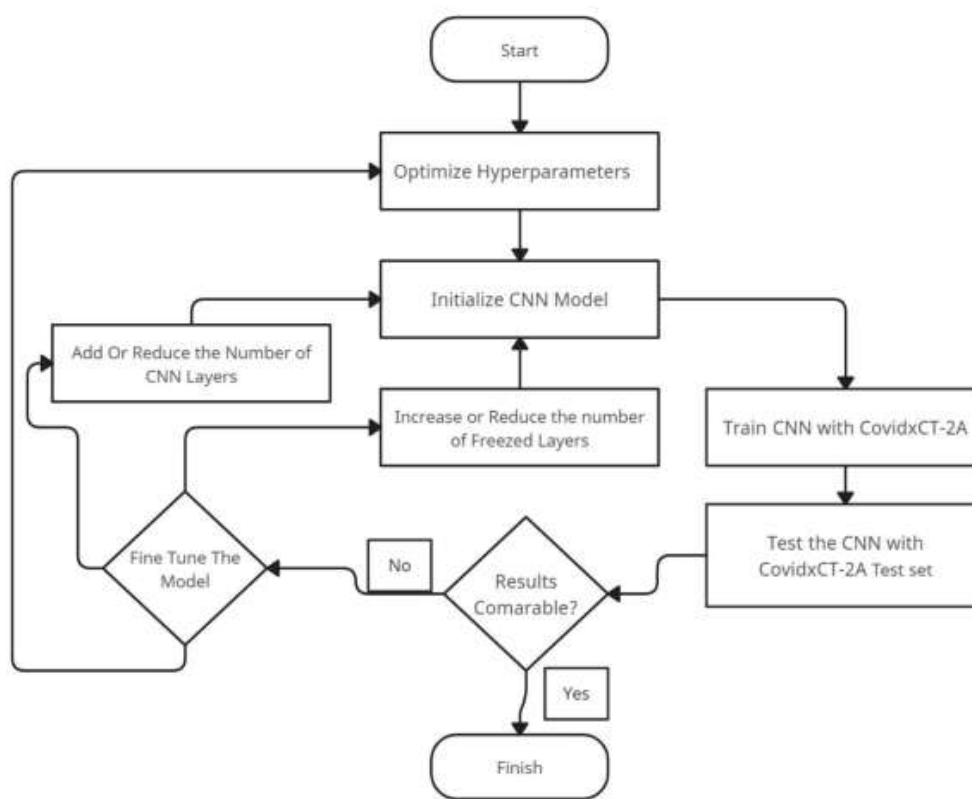 Start
Optimize Hyperparameters
Initialize CNN Model
Add Or Reduce the Number of
CNN Layers
Increase or Reduce the number
of Freezed Layers
Train CNN with CovidxCT-2A
Test the CNN with
CovidxCT-2A Test set
Fine Tune The
Model
No
Results
Comarable?
Yes
Finish